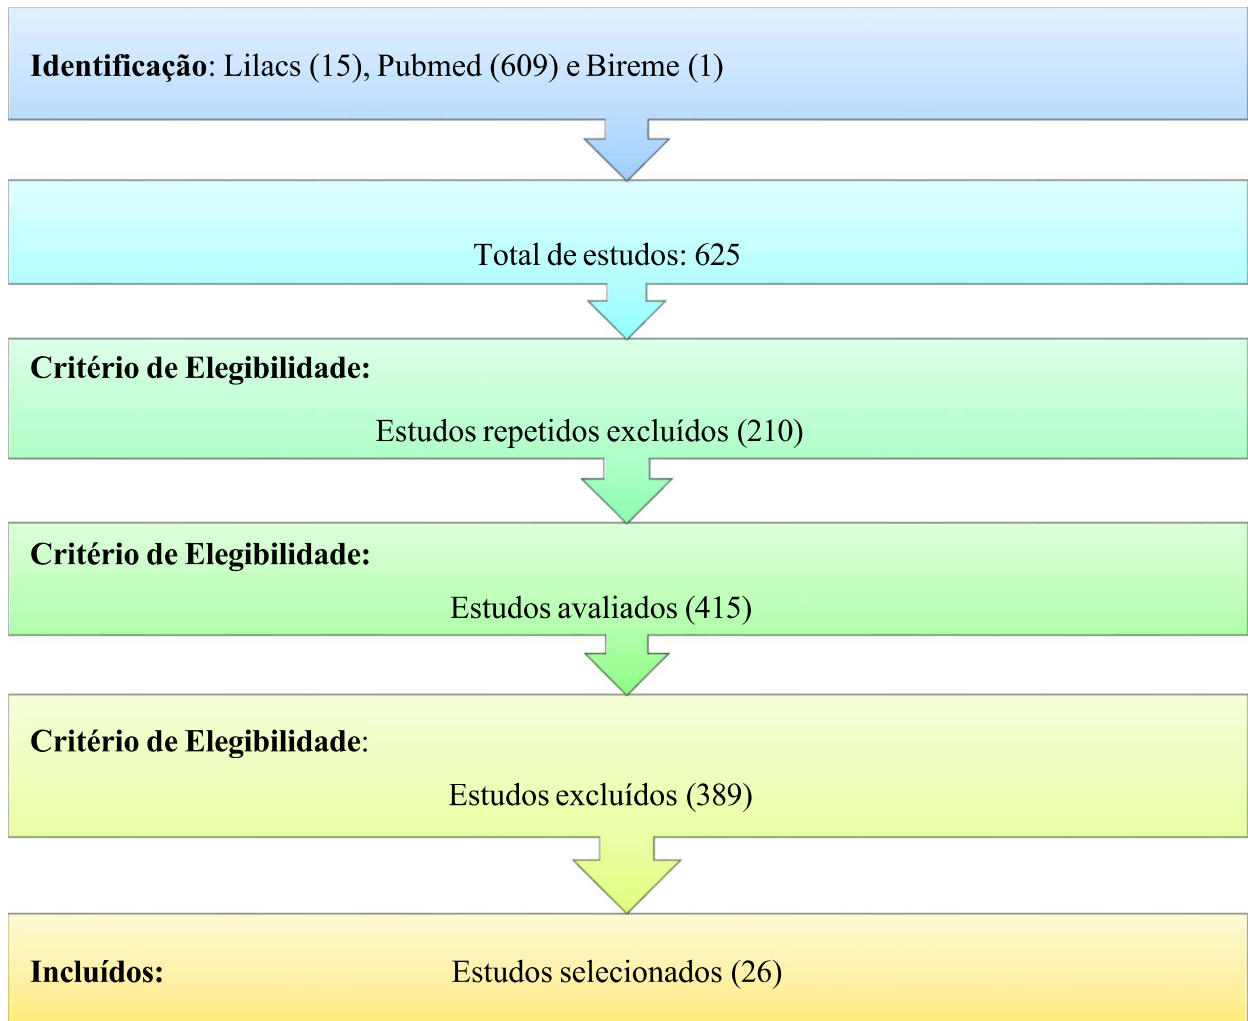 Identificação: Lilacs (15), Pubmed (609) e Bireme (1)
Total de estudos: 625
Critério de Elegibilidade:
Estudos repetidos excluídos (210)
Critério de Elegibilidade:
Estudos avaliados (415)
Critério de Elegibilidade:
Estudos excluídos (389)
Incluídos: Estudos selecionados (26)